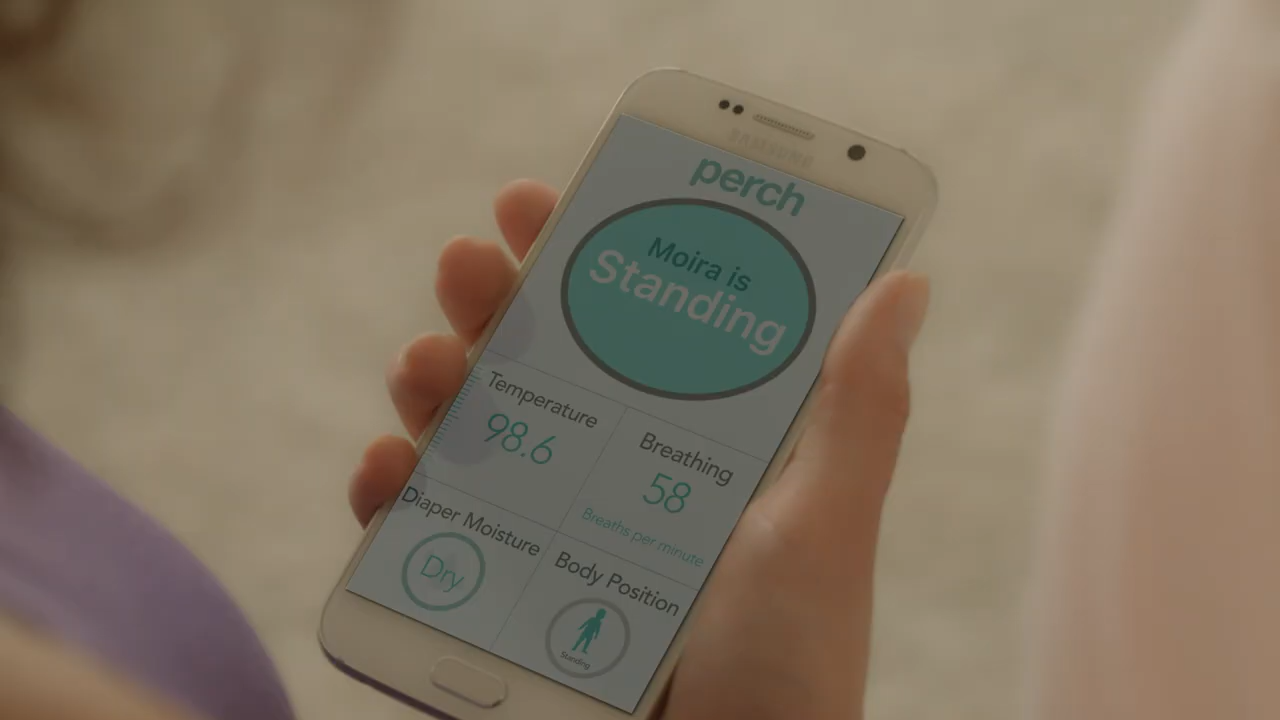 SAMSUNG
perch
Moira is
Standing
Temperature
98.6
Breathing
58
Breaths per minute
Diaper Moisture
Dry
Body Position
Standing